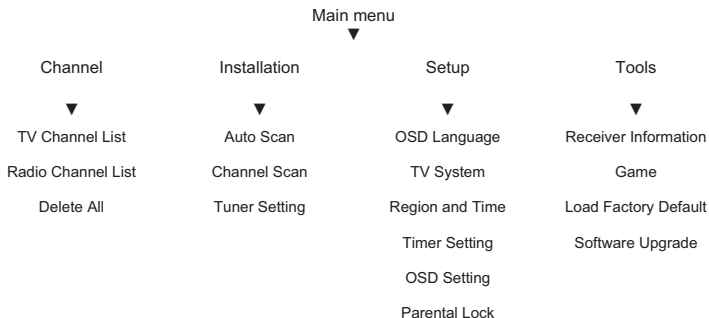 Main menu
▼
Channel Installation Setup Tools
▼ ▼ ▼ ▼
TV Channel List Auto Scan OSD Language Receiver Information
Radio Channel List Channel Scan TV System Game
Delete All Tuner Setting Region and Time Load Factory Default
Timer Setting Software Upgrade
OSD Setting
Parental Lock